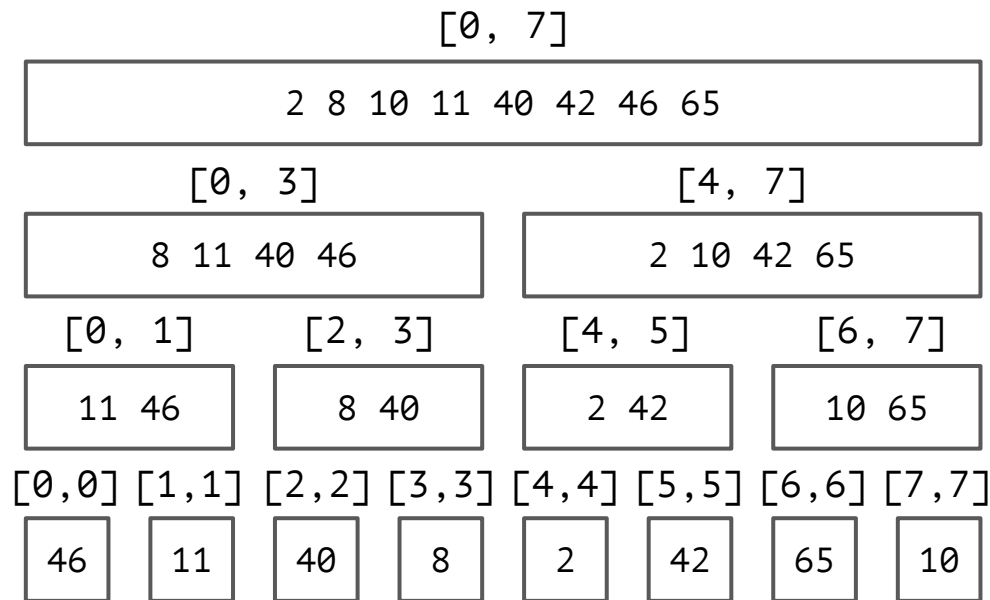 [0, 7]
2 8 10 11 40 42 46 65
[0, 3] [4, 7]
8 11 40 46 2 10 42 65
[0, 1] [2, 3] [4, 5] [6, 7]
11 46 8 40 2 42 10 65
[0,0] [1,1] [2,2] [3,3] [4,4] [5,5] [6,6] [7,7]
46 11 40 8 2 42 65 10